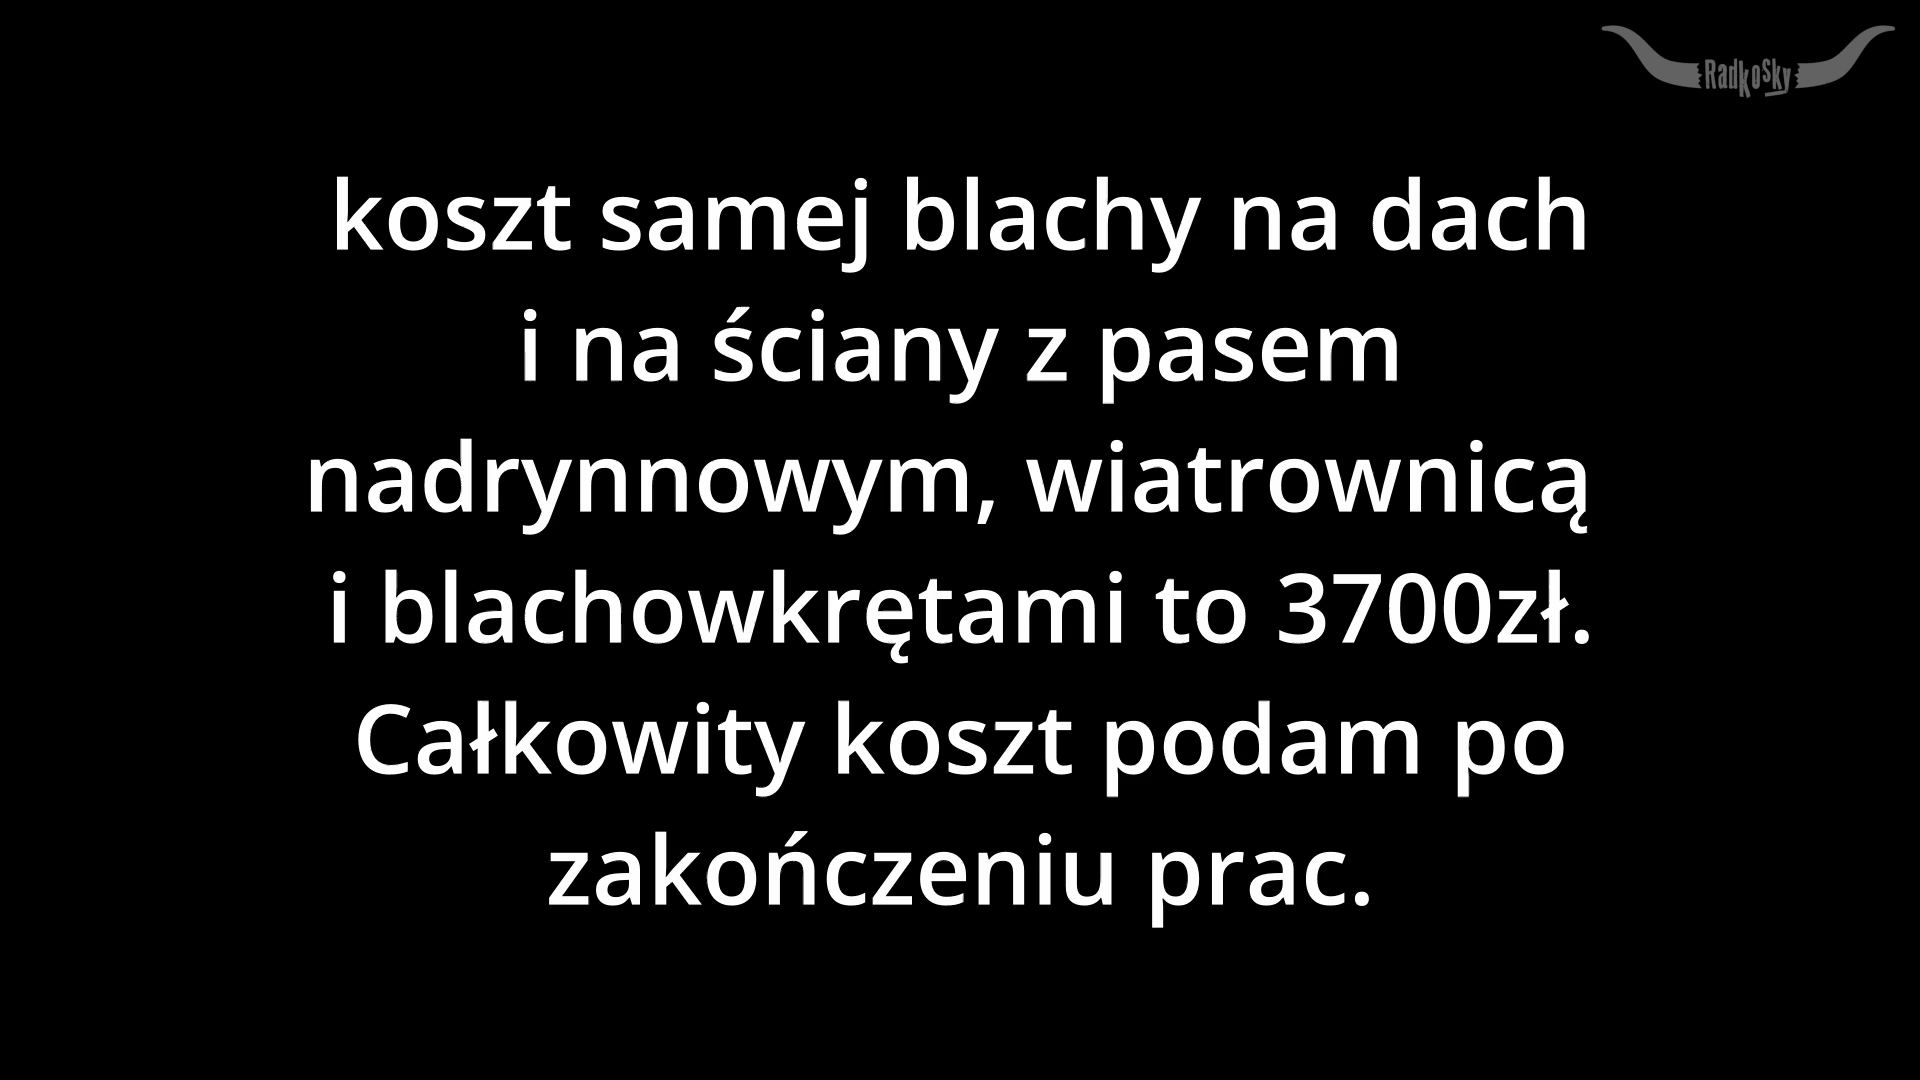 RadkoSky
koszt samej blachy na dach
i na ściany z pasem
nadrynnowym, wiatrownicą
i blachowkrętami to 3700zł.
Całkowity koszt podam po
zakończeniu prac.